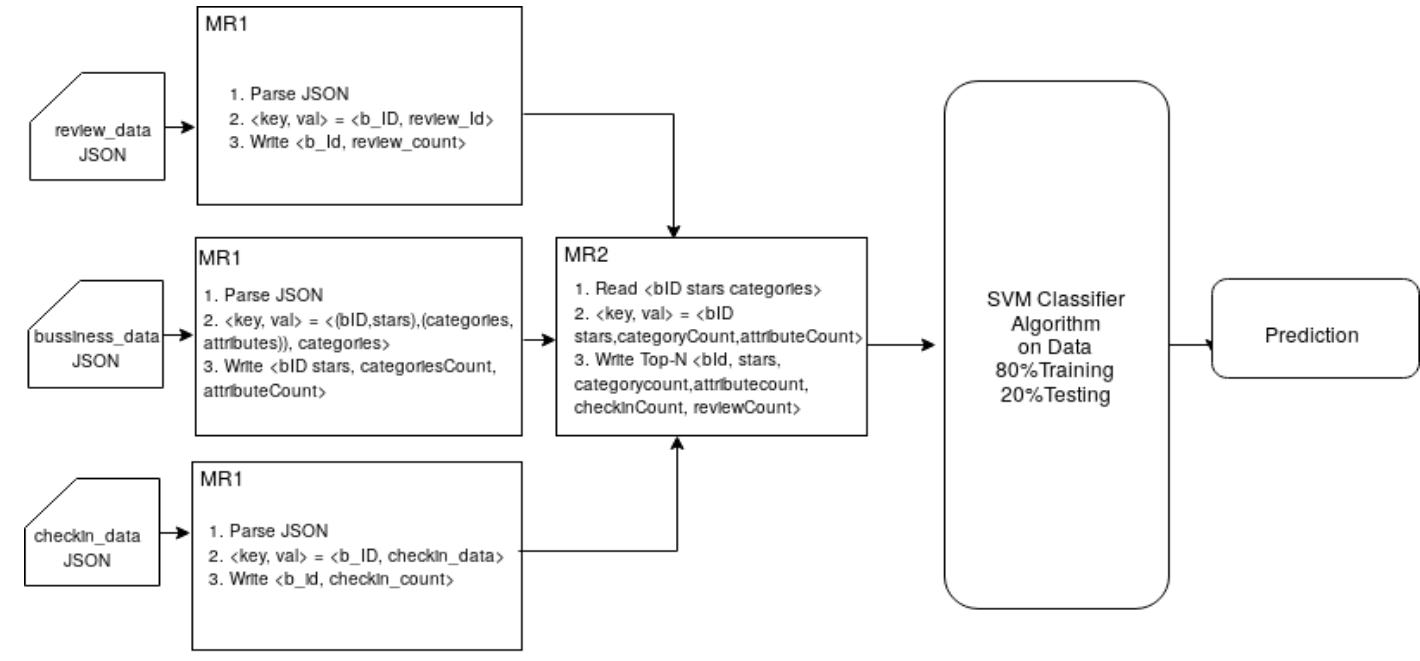 MR1
review_data
JSON
1. Parse JSON
2. <key, val> = <b_ID, review_Id>
3. Write <b_Id, review_count>
MR1
bussiness_data
JSON
1. Parse JSON
2. <key, val> = <(bID,stars),(categories,
attributes)), categories>
3. Write <bID stars, categoriesCount,
attributeCount>
MR2
1. Read <bID stars categories>
2. <key, val> = <bID
stars,categoryCount,attributeCount>
3. Write Top-N <bId, stars,
categorycount,attributecount,
checkinCount, reviewCount>
MR1
checkin_data
JSON
1. Parse JSON
2. <key, val> = <b_ID, checkin_data>
3. Write <b_id, checkin_count>
SVM Classifier
Algorithm
on Data
80%Training
20%Testing
Prediction